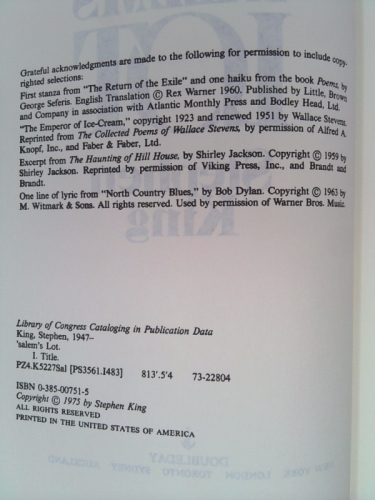 Grateful acknowledgments are made to the following for permission to include copy-
righted selections:
First stanza from "The Return of the Exile" and one haiku from the book Poems, by
George Seferis. English Translation © Rex Warner 1960. Published by Little, Brown
and Company in association with Atlantic Monthly Press and Bodley Head, Ltd.
"The Emperor of Ice-Cream," copyright 1923 and renewed 1951 by Wallace Stevens.
Reprinted from The Collected Poems of Wallace Stevens, by permission of Alfred A.
Knopf, Inc., and Faber & Faber, Ltd.
Excerpt from The Haunting of Hill House, by Shirley Jackson. Copyright © 1959 by
Shirley Jackson. Reprinted by permission of Viking Press, Inc., and Brandt and
Brandt.
One line of lyric from "North Country Blues," by Bob Dylan. Copyright © 1963 by
M. Witmark & Sons. All rights reserved. Used by permission of Warner Bros. Music.
Library of Congress Cataloging in Publication Data
King, Stephen, 1947–
'salem's Lot.
I. Title.
PZ4.K5227Sal [PS3561.I483] 813'.5'4 73-22804
ISBN 0-385-00751-5
Copyright © 1975 by Stephen King
ALL RIGHTS RESERVED
PRINTED IN THE UNITED STATES OF AMERICA